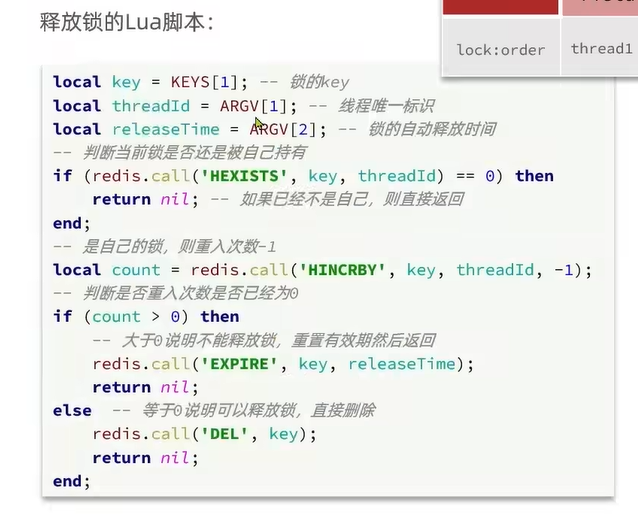 释放锁的Lua脚本：
lock:order thread1
local key = KEYS[1]; -- 锁的key
local threadId = ARGV[1]; -- 线程唯一标识
local releaseTime = ARGV[2]; -- 锁的自动释放时间
-- 判断当前锁是否还是被自己持有
if (redis.call('HEXISTS', key, threadId) == 0) then
    return nil; -- 如果已经不是自己，则直接返回
end;
-- 是自己的锁，则重入次数-1
local count = redis.call('HINCRBY', key, threadId, -1);
-- 判断是否重入次数是否已经为0
if (count > 0) then
    -- 大于0说明不能释放锁，重置有效期然后返回
    redis.call('EXPIRE', key, releaseTime);
    return nil;
else  -- 等于0说明可以释放锁，直接删除
    redis.call('DEL', key);
    return nil;
end;